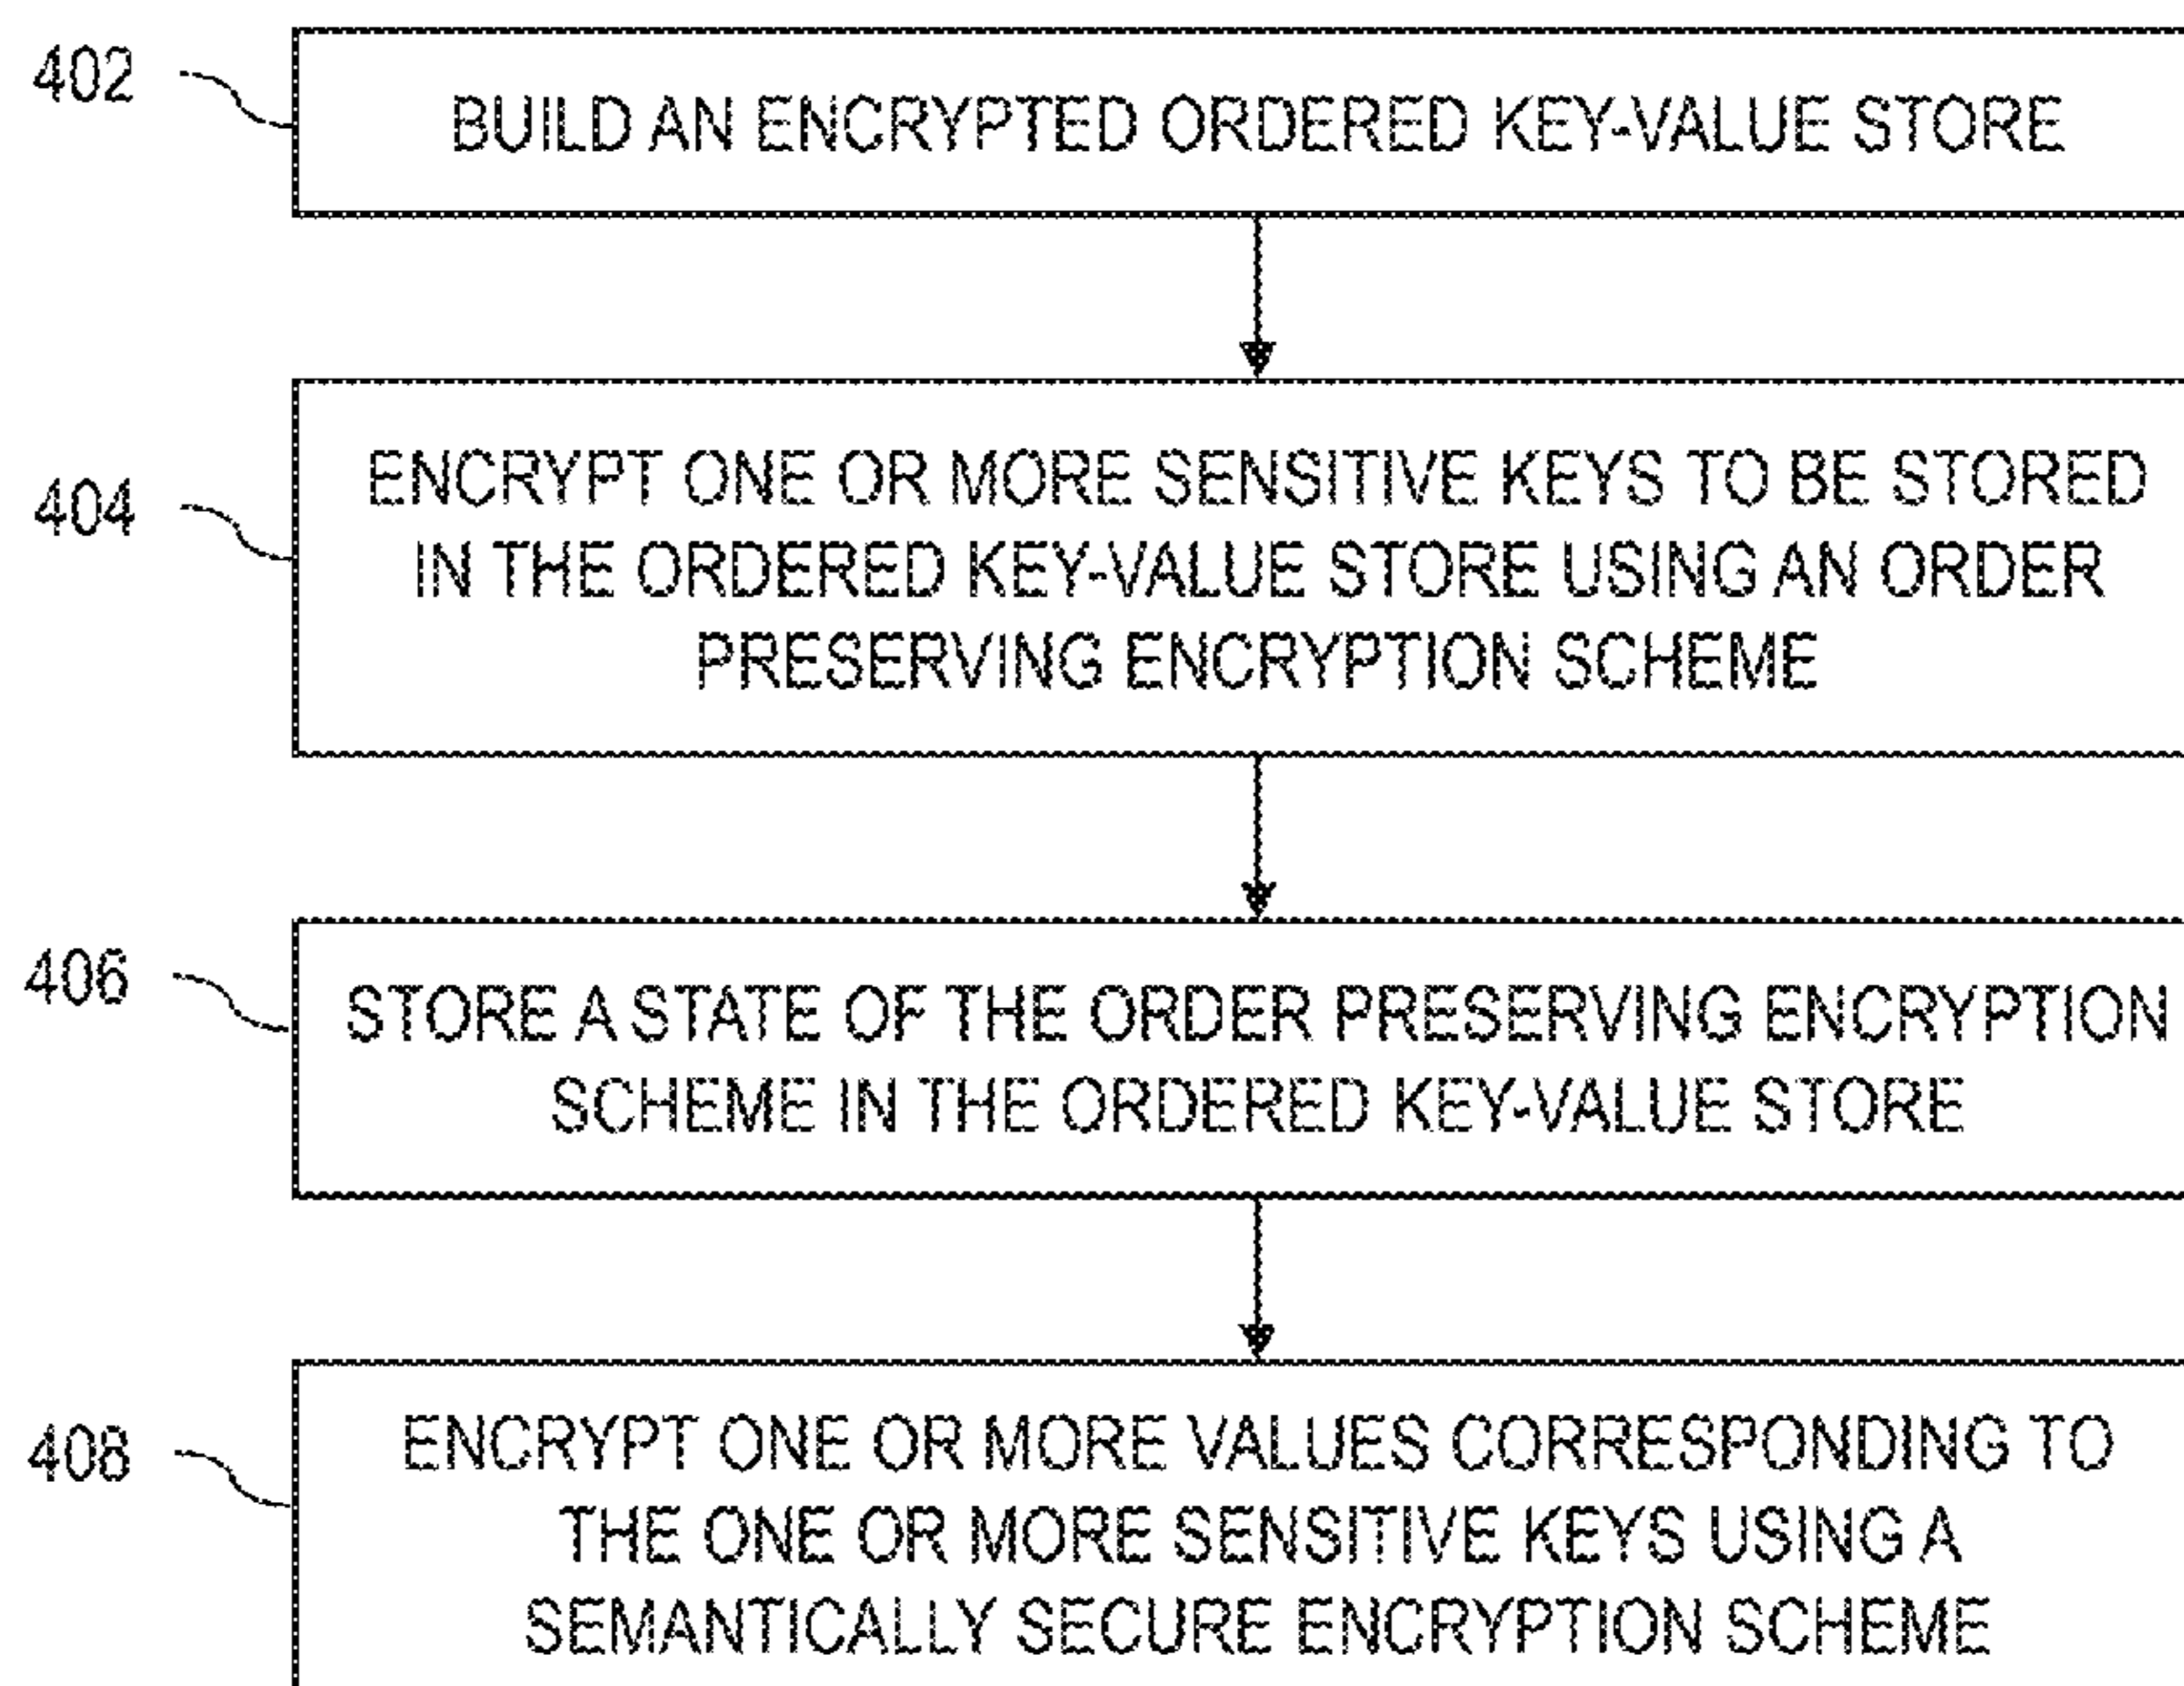 402
BUILD AN ENCRYPTED ORDERED KEY-VALUE STORE
404
ENCRYPT ONE OR MORE SENSITIVE KEYS TO BE STORED
IN THE ORDERED KEY-VALUE STORE USING AN ORDER
PRESERVING ENCRYPTION SCHEME
406
STORE A STATE OF THE ORDER PRESERVING ENCRYPTION
SCHEME IN THE ORDERED KEY-VALUE STORE
408
ENCRYPT ONE OR MORE VALUES CORRESPONDING TO
THE ONE OR MORE SENSITIVE KEYS USING A
SEMANTICALLY SECURE ENCRYPTION SCHEME